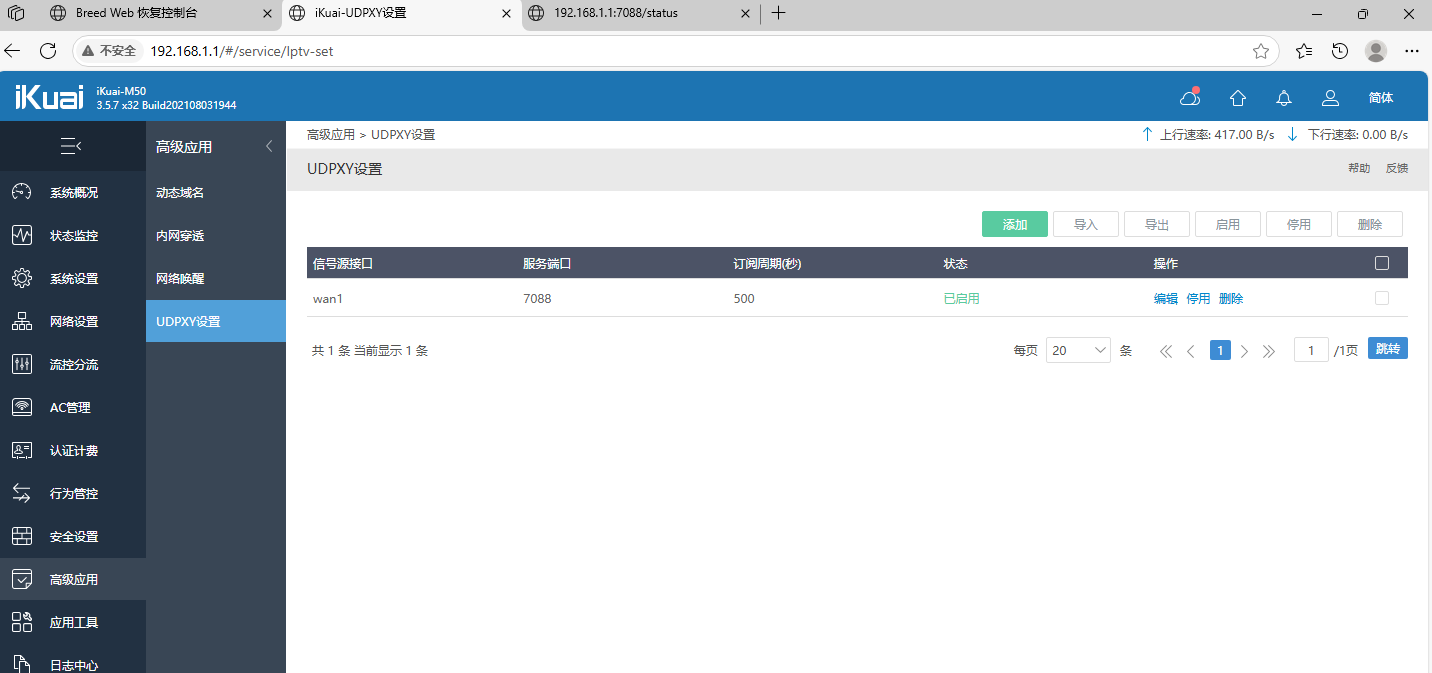 Breed Web 恢复控制台
iKuai-UDPXY设置
192.168.1.1:7088/status
不安全
192.168.1.1/#/service/Iptv-set
iKuai
iKuai-M50
3.5.7 x32 Build202108031944
简体
高级应用
高级应用 > UDPXY设置
上行速率: 417.00 B/s
下行速率: 0.00 B/s
UDPXY设置
帮助
反馈
系统概况
状态监控
系统设置
网络设置
流控分流
AC管理
认证计费
行为管控
安全设置
高级应用
应用工具
日志中心
动态域名
内网穿透
网络唤醒
UDPXY设置
添加
导入
导出
启用
停用
删除
信号源接口 服务端口 订阅周期(秒) 状态 操作
wan1 7088 500 已启用 编辑 停用 删除
共 1 条 当前显示 1 条
每页 20 条 1 1 /1页 跳转